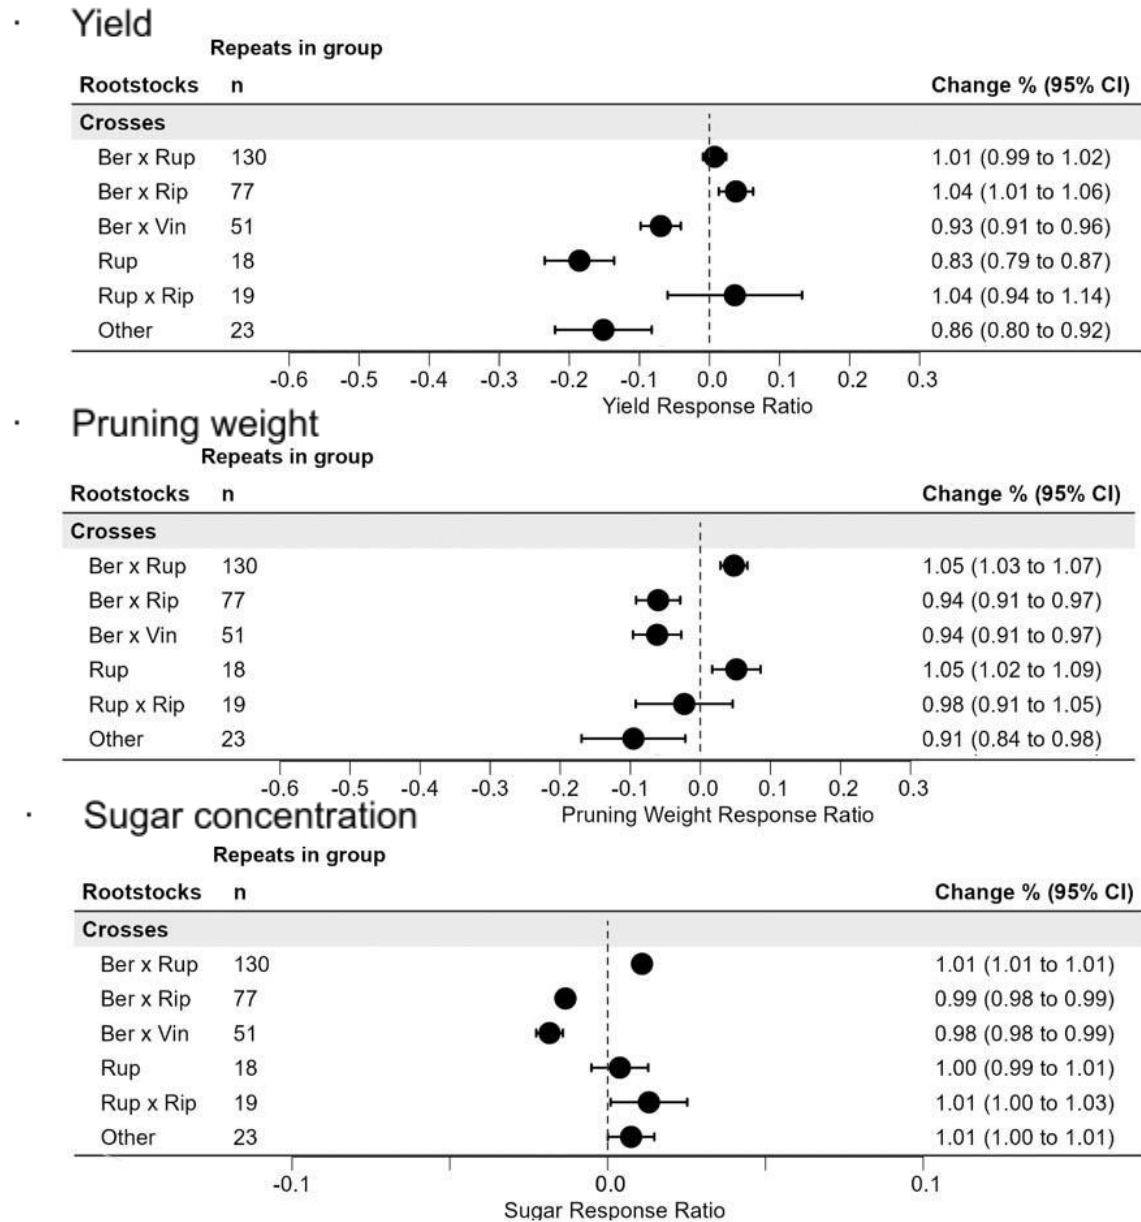 · Yield
Repeats in group
Rootstocks n Change % (95% CI)
Crosses
Ber x Rup 130 1.01 (0.99 to 1.02)
Ber x Rip 77 1.04 (1.01 to 1.06)
Ber x Vin 51 0.93 (0.91 to 0.96)
Rup 18 0.83 (0.79 to 0.87)
Rup x Rip 19 1.04 (0.94 to 1.14)
Other 23 0.86 (0.80 to 0.92)
-0.6 -0.5 -0.4 -0.3 -0.2 -0.1 0.0 0.1 0.2 0.3
Yield Response Ratio
· Pruning weight
Repeats in group
Rootstocks n Change % (95% CI)
Crosses
Ber x Rup 130 1.05 (1.03 to 1.07)
Ber x Rip 77 0.94 (0.91 to 0.97)
Ber x Vin 51 0.94 (0.91 to 0.97)
Rup 18 1.05 (1.02 to 1.09)
Rup x Rip 19 0.98 (0.91 to 1.05)
Other 23 0.91 (0.84 to 0.98)
-0.6 -0.5 -0.4 -0.3 -0.2 -0.1 0.0 0.1 0.2 0.3
Pruning Weight Response Ratio
· Sugar concentration
Repeats in group
Rootstocks n Change % (95% CI)
Crosses
Ber x Rup 130 1.01 (1.01 to 1.01)
Ber x Rip 77 0.99 (0.98 to 0.99)
Ber x Vin 51 0.98 (0.98 to 0.99)
Rup 18 1.00 (0.99 to 1.01)
Rup x Rip 19 1.01 (1.00 to 1.03)
Other 23 1.01 (1.00 to 1.01)
-0.1 0.0 0.1
Sugar Response Ratio